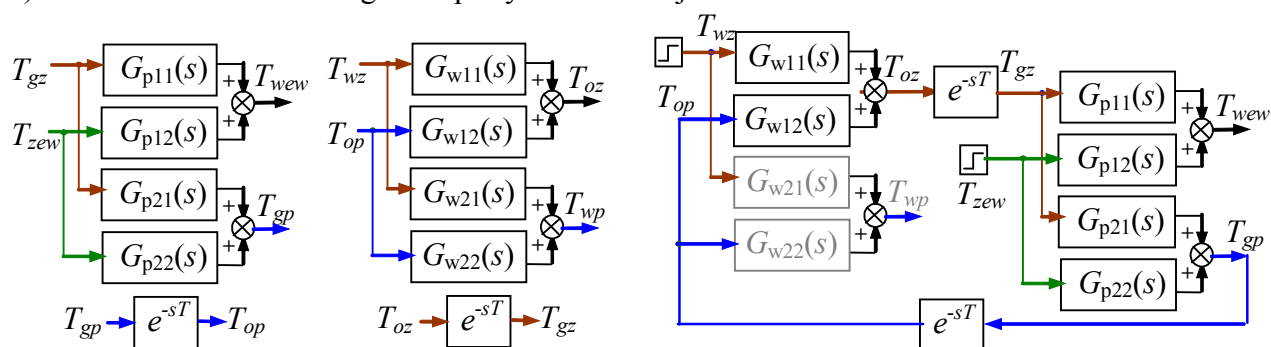 T_gz
G_p11(s)
+
T_wew
T_zew
G_p12(s)
+
G_p21(s)
+
T_gp
G_p22(s)
+
T_gp
e^-sT
T_op
T_wz
G_w11(s)
+
T_oz
T_op
G_w12(s)
+
G_w21(s)
+
T_wp
G_w22(s)
+
T_oz
e^-sT
T_gz
T_wz
G_w11(s)
+
T_oz
e^-sT
T_gz
T_op
G_w12(s)
+
G_w21(s)
+
T_wp
G_w22(s)
+
G_p11(s)
+
T_wew
G_p12(s)
+
T_zew
G_p21(s)
+
T_gp
G_p22(s)
+
e^-sT